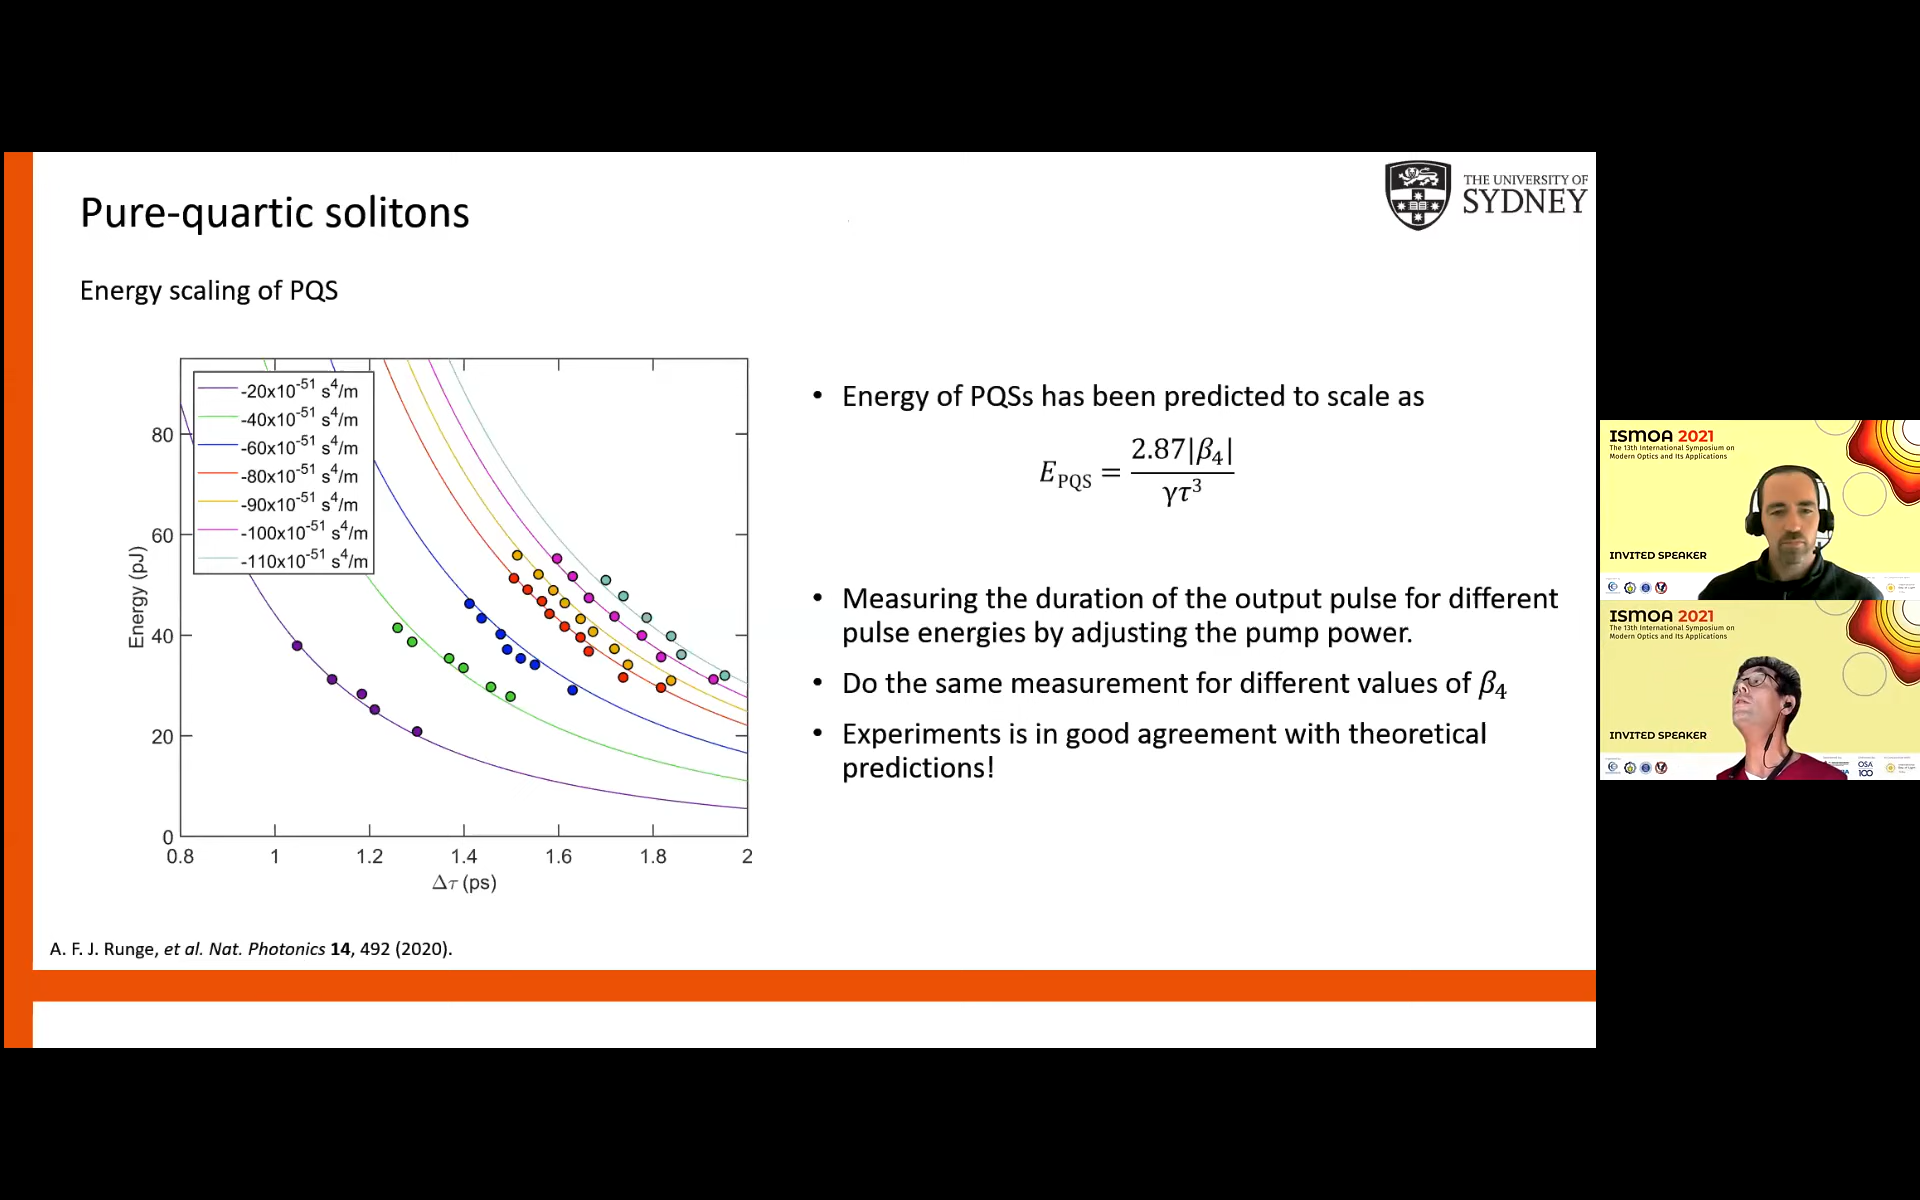 Pure-quartic solitons
THE UNIVERSITY OF
SYDNEY
Energy scaling of PQS
-20x10⁻⁵¹ s⁴/m
-40x10⁻⁵¹ s⁴/m
-60x10⁻⁵¹ s⁴/m
-80x10⁻⁵¹ s⁴/m
-90x10⁻⁵¹ s⁴/m
-100x10⁻⁵¹ s⁴/m
-110x10⁻⁵¹ s⁴/m
80
60
40
20
0
Energy (pJ)
0.8 1 1.2 1.4 1.6 1.8 2
Δτ (ps)
• Energy of PQSs has been predicted to scale as
E_PQS = 2.87|β₄| / γτ³
• Measuring the duration of the output pulse for different
pulse energies by adjusting the pump power.
• Do the same measurement for different values of β₄
• Experiments is in good agreement with theoretical
predictions!
A. F. J. Runge, et al. Nat. Photonics 14, 492 (2020).
ISMOA 2021
The 13th International Symposium on
Modern Optics and Its Applications
INVITED SPEAKER
ISMOA 2021
The 13th International Symposium on
Modern Optics and Its Applications
INVITED SPEAKER
OSA
100